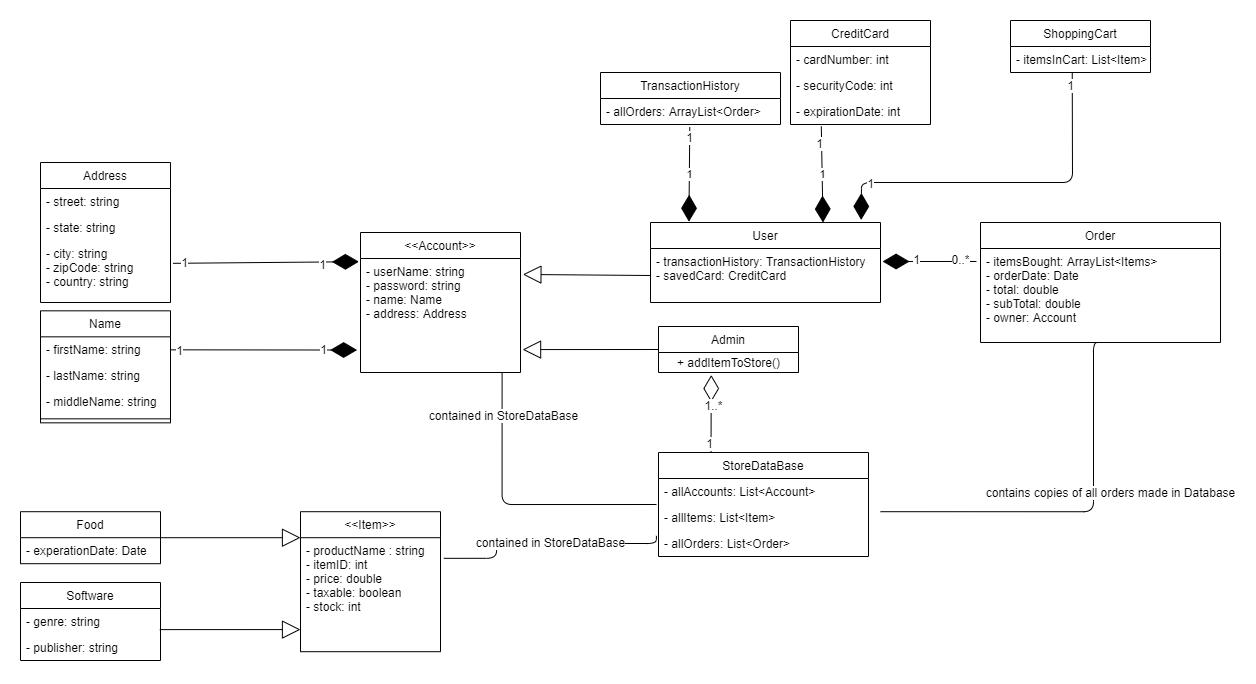 CreditCard
- cardNumber: int
- securityCode: int
- expirationDate: int
ShoppingCart
- itemsInCart: List<Item>
1
TransactionHistory
- allOrders: ArrayList<Order>
1
1
1
1
1
Address
- street: string
- state: string
- city: string
- zipCode: string
- country: string
1
1
<<Account>>
- userName: string
- password: string
- name: Name
- address: Address
User
- transactionHistory: TransactionHistory
- savedCard: CreditCard
1
0..*
Order
- itemsBought: ArrayList<Items>
- orderDate: Date
- total: double
- subTotal: double
- owner: Account
Name
- firstName: string
- lastName: string
- middleName: string
1
1
Admin
+ addItemToStore()
1..*
1
contained in StoreDataBase
StoreDataBase
- allAccounts: List<Account>
- allItems: List<Item>
- allOrders: List<Order>
contains copies of all orders made in Database
Food
- experationDate: Date
<<Item>>
- productName : string
- itemID: int
- price: double
- taxable: boolean
- stock: int
contained in StoreDataBase
Software
- genre: string
- publisher: string